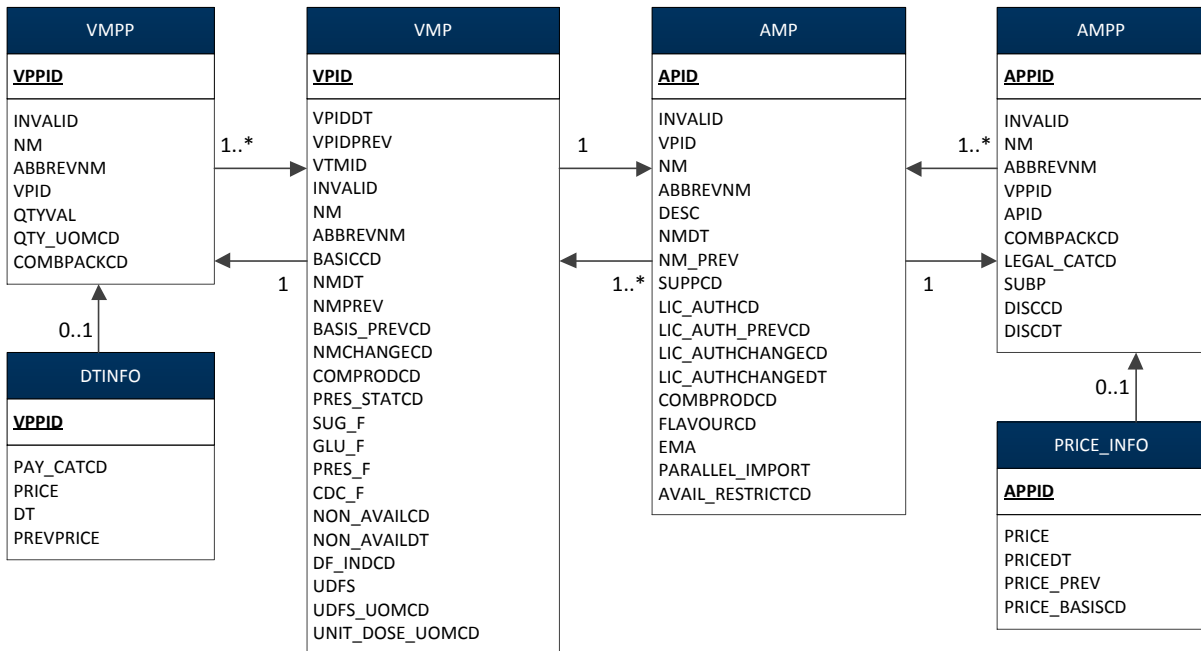 VMPP
VPPID
INVALID
NM
ABBREVNM
VPID
QTYVAL
QTY_UOMCD
COMBPACKCD
1..*
1
0..1
DTINFO
VPPID
PAY_CATCD
PRICE
DT
PREVPRICE
VMP
VPID
VPIDDT
VPIDPREV
VTMID
INVALID
NM
ABBREVNM
BASICCD
NMDT
NMPREV
BASIS_PREVCD
NMCHANGECD
COMPRODCD
PRES_STATCD
SUG_F
GLU_F
PRES_F
CDC_F
NON_AVAILCD
NON_AVAILDT
DF_INDCD
UDFS
UDFS_UOMCD
UNIT_DOSE_UOMCD
1
1..*
AMP
APID
INVALID
VPID
NM
ABBREVNM
DESC
NMDT
NM_PREV
SUPPCD
LIC_AUTHCD
LIC_AUTH_PREVCD
LIC_AUTHCHANGECD
LIC_AUTHCHANGEDT
COMBPRODCD
FLAVOURCD
EMA
PARALLEL_IMPORT
AVAIL_RESTRICTCD
1..*
1
AMPP
APPID
INVALID
NM
ABBREVNM
VPPID
APID
COMBPACKCD
LEGAL_CATCD
SUBP
DISCCD
DISCDT
0..1
PRICE_INFO
APPID
PRICE
PRICEDT
PRICE_PREV
PRICE_BASISCD